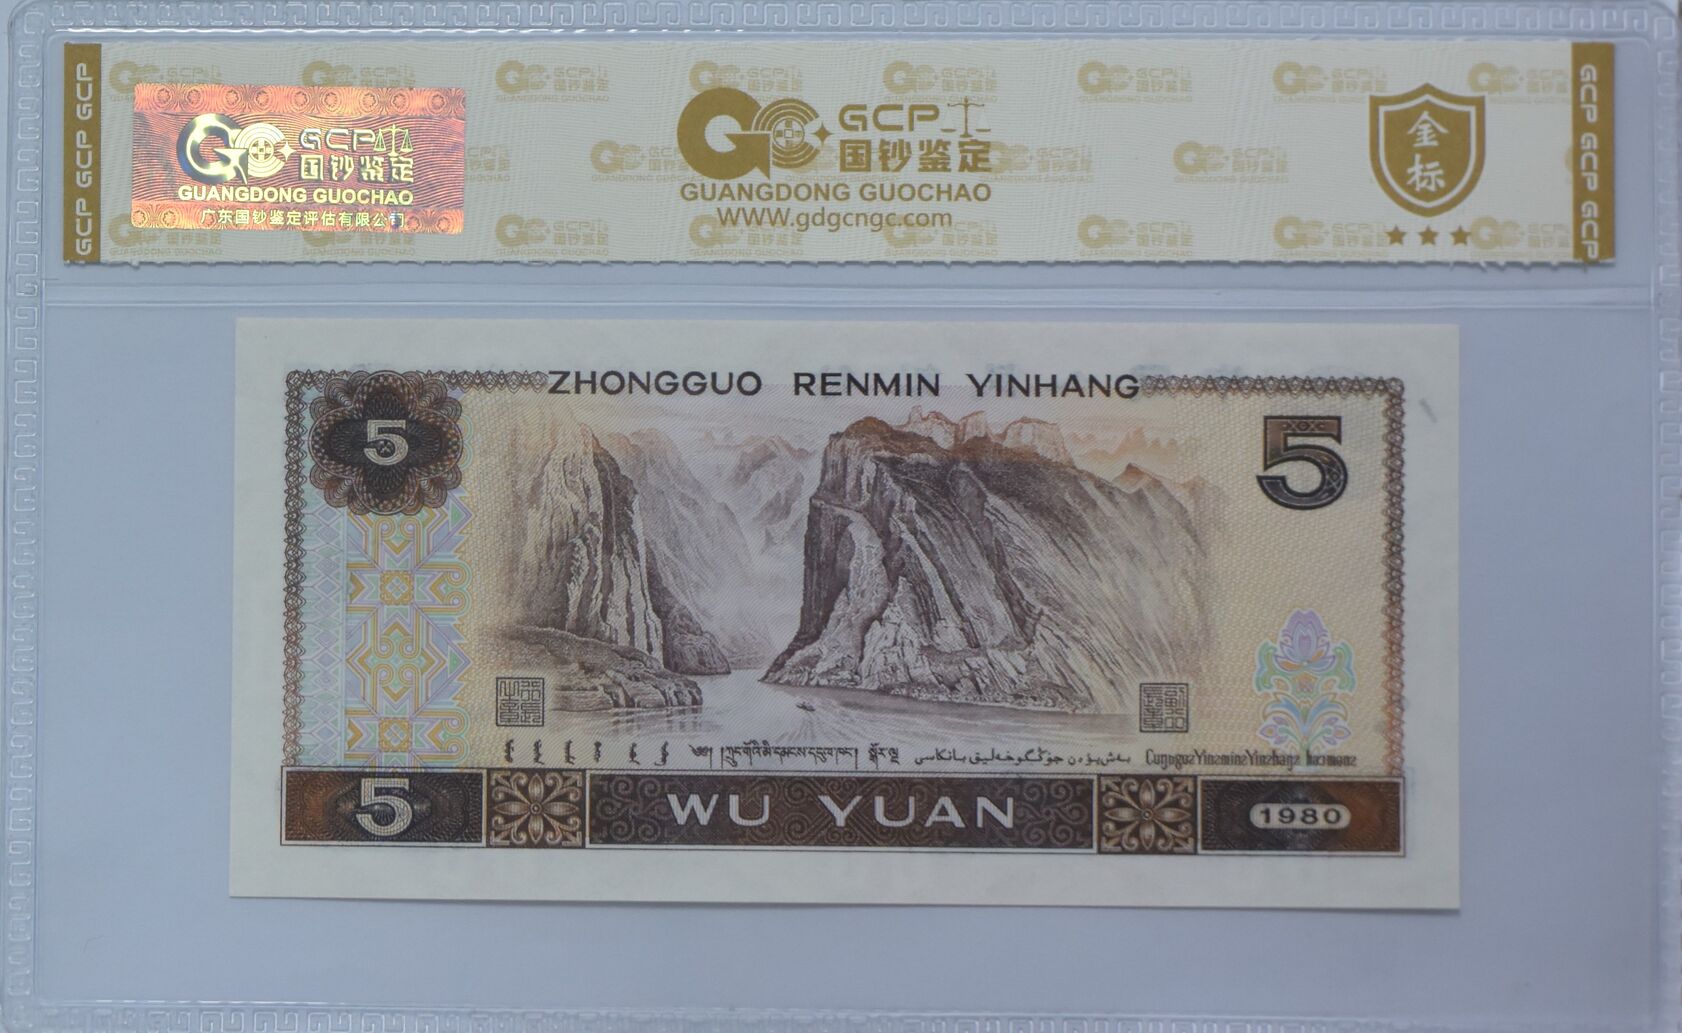 GCP 国钞鉴定
GUANGDONG GUOCHAO
广东国钞鉴定评估有限公司
GCP 国钞鉴定
GUANGDONG GUOCHAO
WWW.gdgcngc.com
金标
GCP GCP GCP
GCP GCP GCP
ZHONGGUO RENMIN YINHANG
5
5
5
WU YUAN
1980